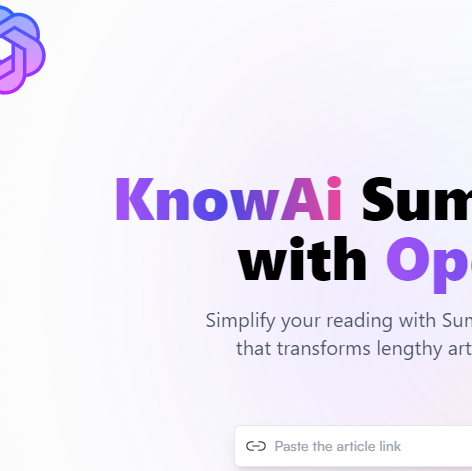 KnowAi Sum
with Op
Simplify your reading with Sum
that transforms lengthy art
Paste the article link